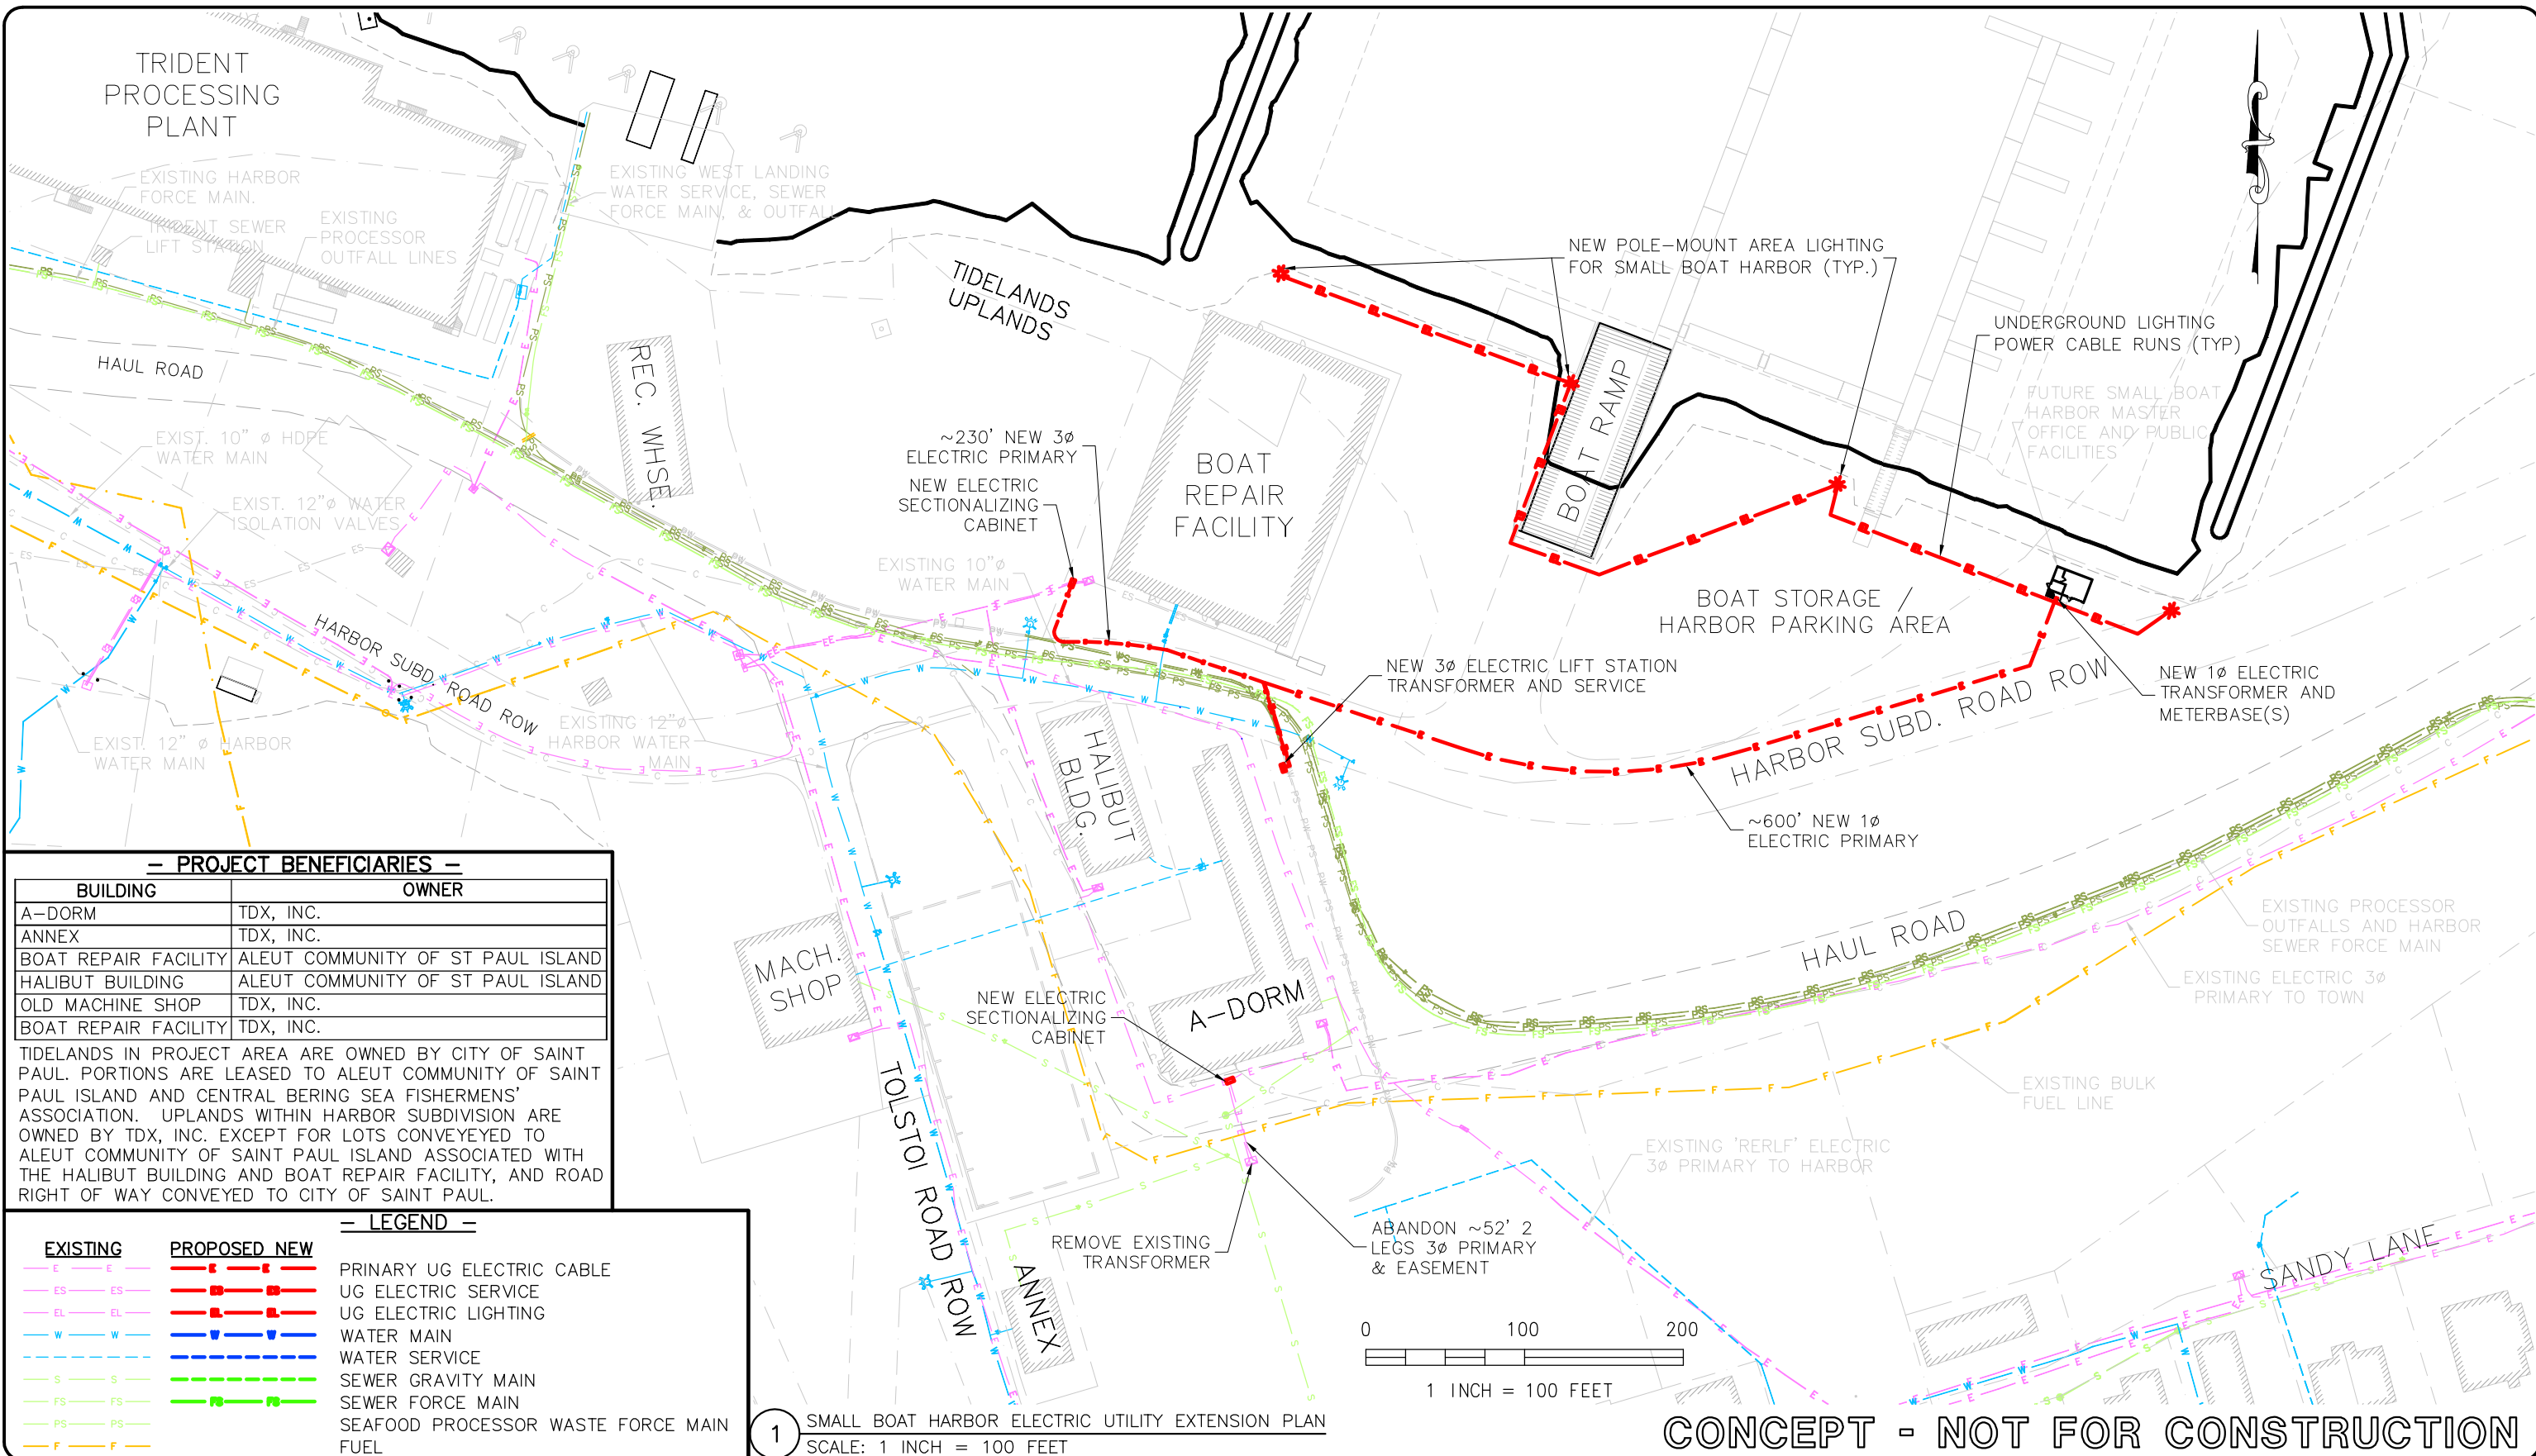 TRIDENT
PROCESSING
PLANT
EXISTING HARBOR
FORCE MAIN.
TRIDENT SEWER
LIFT STATION
EXISTING
PROCESSOR
OUTFALL LINES
EXISTING WEST LANDING
WATER SERVICE, SEWER
FORCE MAIN, & OUTFALL
HAUL ROAD
REC. WHSE.
TIDELANDS
UPLANDS
NEW POLE-MOUNT AREA LIGHTING
FOR SMALL BOAT HARBOR (TYP.)
UNDERGROUND LIGHTING
POWER CABLE RUNS (TYP)
FUTURE SMALL BOAT
HARBOR MASTER
OFFICE AND PUBLIC
FACILITIES
BOAT RAMP
~230' NEW 3ø
ELECTRIC PRIMARY
NEW ELECTRIC
SECTIONALIZING
CABINET
BOAT
REPAIR
FACILITY
EXIST. 10" ø HDPE
WATER MAIN
EXIST. 12"ø WATER
ISOLATION VALVES
EXISTING 10"ø
WATER MAIN
HARBOR SUBD. ROAD ROW
BOAT STORAGE /
HARBOR PARKING AREA
NEW 3ø ELECTRIC LIFT STATION
TRANSFORMER AND SERVICE
NEW 1ø ELECTRIC
TRANSFORMER AND
METERBASE(S)
HARBOR SUBD. ROAD ROW
EXIST. 12" ø HARBOR
WATER MAIN
EXISTING 12"ø
HARBOR WATER
MAIN
HALIBUT
BLDG.
~600' NEW 1ø
ELECTRIC PRIMARY
MACH.
SHOP
A-DORM
HAUL ROAD
EXISTING PROCESSOR
OUTFALLS AND HARBOR
SEWER FORCE MAIN
EXISTING ELECTRIC 3ø
PRIMARY TO TOWN
NEW ELECTRIC
SECTIONALIZING
CABINET
EXISTING BULK
FUEL LINE
EXISTING 'RERLF' ELECTRIC
3ø PRIMARY TO HARBOR
TOLSTOI ROAD ROW
ANNEX
REMOVE EXISTING
TRANSFORMER
ABANDON ~52' 2
LEGS 3ø PRIMARY
& EASEMENT
SANDY LANE
– PROJECT BENEFICIARIES –
BUILDING OWNER
A-DORM TDX, INC.
ANNEX TDX, INC.
BOAT REPAIR FACILITY ALEUT COMMUNITY OF ST PAUL ISLAND
HALIBUT BUILDING ALEUT COMMUNITY OF ST PAUL ISLAND
OLD MACHINE SHOP TDX, INC.
BOAT REPAIR FACILITY TDX, INC.
TIDELANDS IN PROJECT AREA ARE OWNED BY CITY OF SAINT
PAUL. PORTIONS ARE LEASED TO ALEUT COMMUNITY OF SAINT
PAUL ISLAND AND CENTRAL BERING SEA FISHERMENS'
ASSOCIATION. UPLANDS WITHIN HARBOR SUBDIVISION ARE
OWNED BY TDX, INC. EXCEPT FOR LOTS CONVEYEYED TO
ALEUT COMMUNITY OF SAINT PAUL ISLAND ASSOCIATED WITH
THE HALIBUT BUILDING AND BOAT REPAIR FACILITY, AND ROAD
RIGHT OF WAY CONVEYED TO CITY OF SAINT PAUL.
– LEGEND –
EXISTING PROPOSED NEW
E E E E PRINARY UG ELECTRIC CABLE
ES ES ES ES UG ELECTRIC SERVICE
EL EL EL EL UG ELECTRIC LIGHTING
W W W W WATER MAIN
WATER SERVICE
S S SEWER GRAVITY MAIN
FS FS FS FS SEWER FORCE MAIN
PS PS SEAFOOD PROCESSOR WASTE FORCE MAIN
F F FUEL
0 100 200
1 INCH = 100 FEET
1 SMALL BOAT HARBOR ELECTRIC UTILITY EXTENSION PLAN
SCALE: 1 INCH = 100 FEET
CONCEPT - NOT FOR CONSTRUCTION